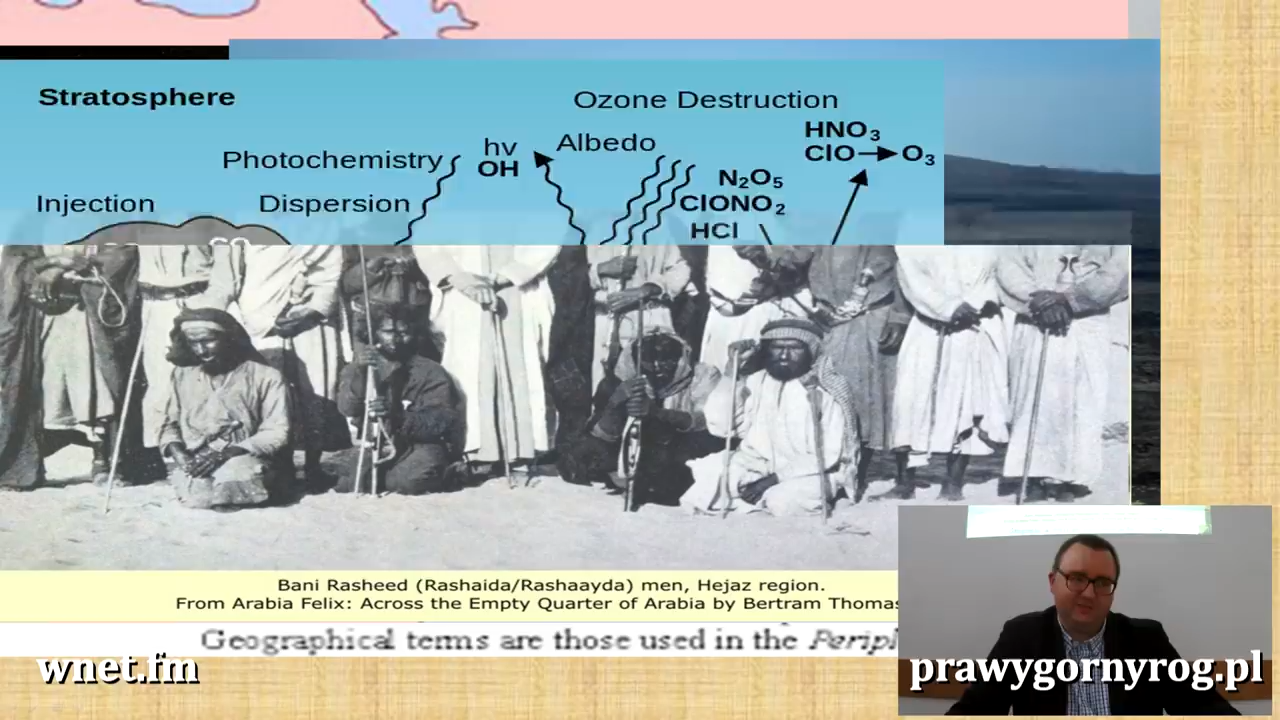 Stratosphere
Ozone Destruction
HNO₃
ClO → O₃
Albedo
hν
OH
Photochemistry
N₂O₅
Injection
Dispersion
ClONO₂
HCl
Bani Rasheed (Rashaida/Rashaayda) men, Hejaz region.
From Arabia Felix: Across the Empty Quarter of Arabia by Bertram Thomas
Geographical terms are those used in the
wnet.fm
prawygornyrog.pl